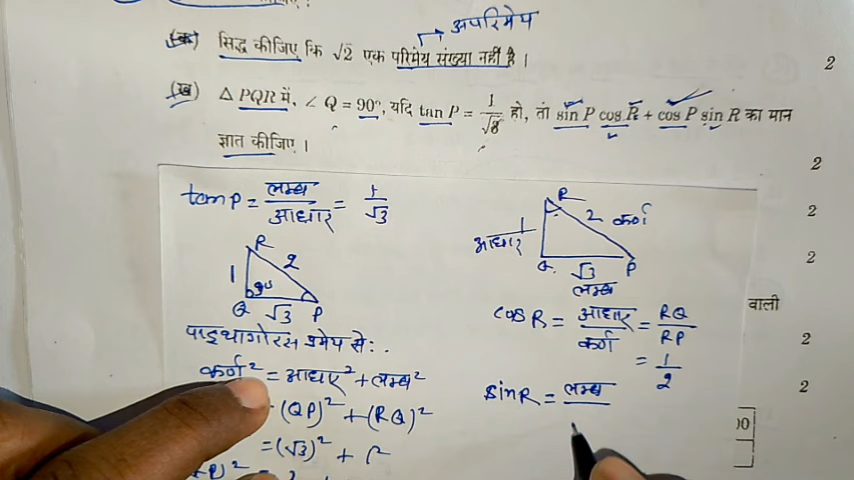 अपरिमेय
(क) सिद्ध कीजिए कि √2 एक परिमेय संख्या नहीं है। 2
(ख) △ PQR में, ∠ Q = 90°, यदि tan P = 1/√3 हो, तो sin P cos R + cos P sin R का मान
ज्ञात कीजिए। 2
tan P = लम्ब/आधार = 1/√3
R
1 2
90
Q √3 P
पाइथागोरस प्रमेय से:.
कर्ण² = आधार² + लम्ब²
(QP)² + (RQ)²
= (√3)² +
R
1 2 कर्ण
आधार
Q √3 P
लम्ब
cos R = आधार/कर्ण = RQ/RP
= 1/2
sin R = लम्ब
2
2
वाली
2
2
00